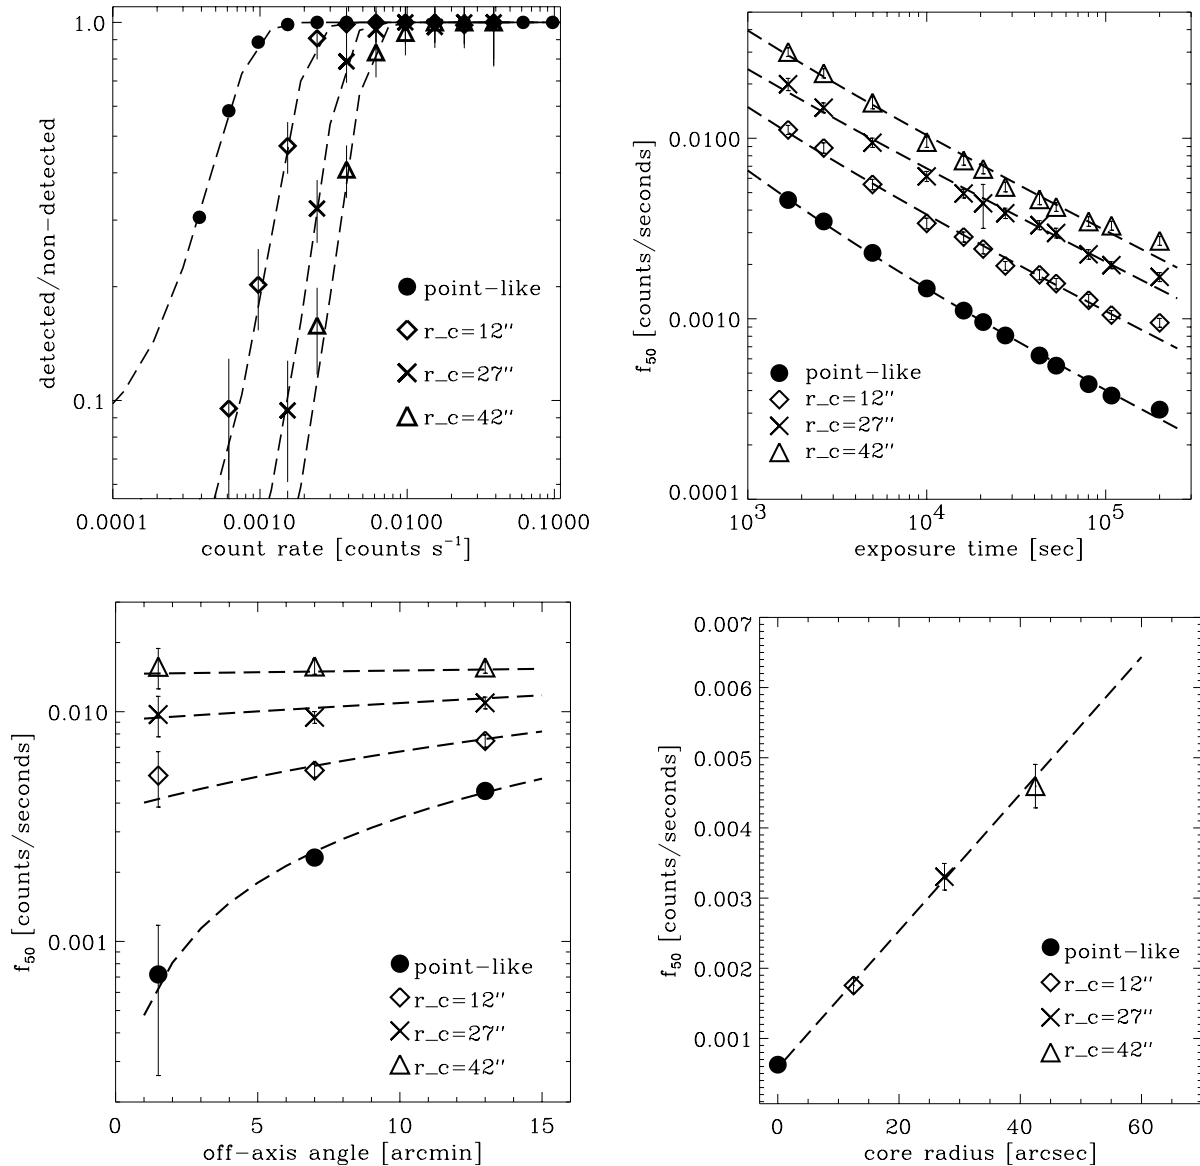 1.0
0.1
detected/non-detected
point-like
r_c=12"
r_c=27"
r_c=42"
0.0001 0.0010 0.0100 0.1000
count rate [counts s⁻¹]
0.0100
0.0010
0.0001
f₅₀ [counts/seconds]
point-like
r_c=12"
r_c=27"
r_c=42"
10³ 10⁴ 10⁵
exposure time [sec]
0.010
0.001
f₅₀ [counts/seconds]
point-like
r_c=12"
r_c=27"
r_c=42"
0 5 10 15
off-axis angle [arcmin]
0.007
0.006
0.005
0.004
0.003
0.002
0.001
f₅₀ [counts/seconds]
point-like
r_c=12"
r_c=27"
r_c=42"
0 20 40 60
core radius [arcsec]